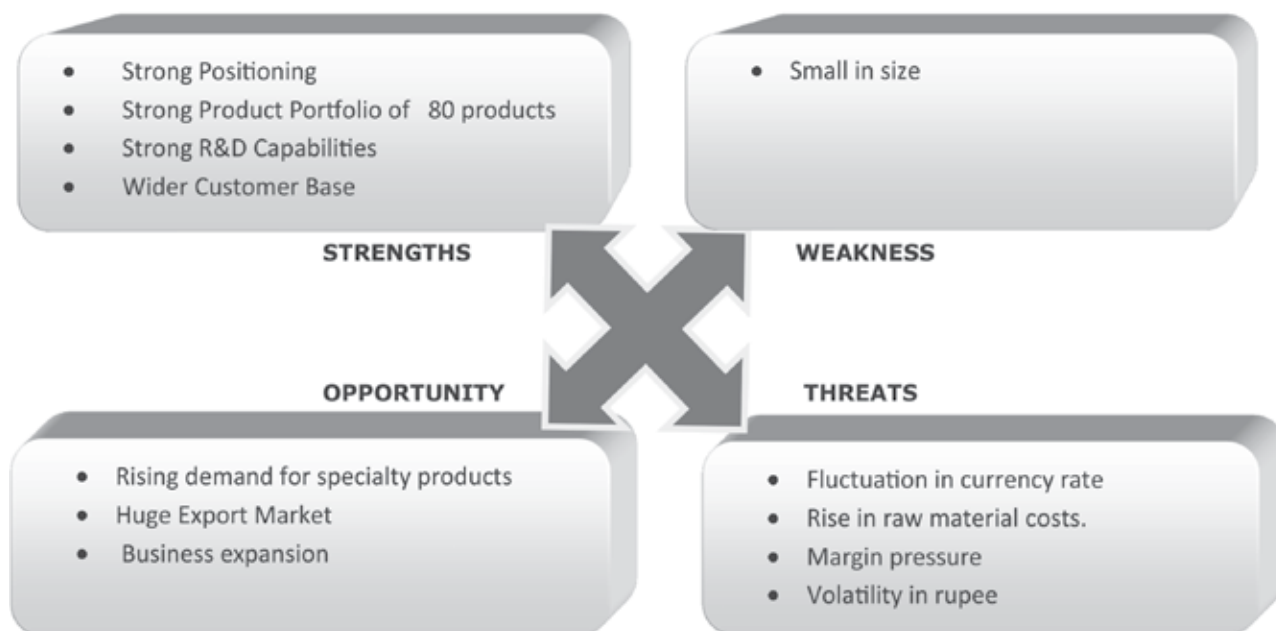 • Strong Positioning
• Strong Product Portfolio of 80 products
• Strong R&D Capabilities
• Wider Customer Base
STRENGTHS
• Small in size
WEAKNESS
OPPORTUNITY
• Rising demand for specialty products
• Huge Export Market
• Business expansion
THREATS
• Fluctuation in currency rate
• Rise in raw material costs.
• Margin pressure
• Volatility in rupee